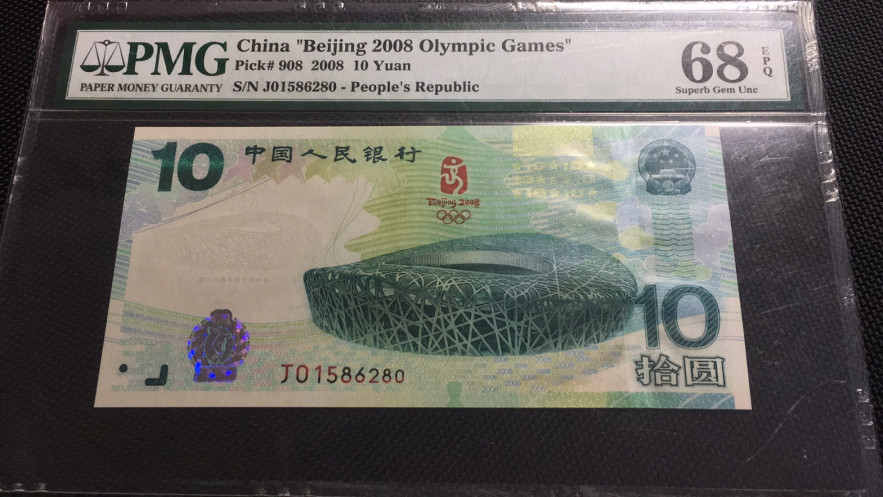 PMG
PAPER MONEY GUARANTY
China "Beijing 2008 Olympic Games"
Pick# 908 2008 10 Yuan
S/N J01586280 - People's Republic
68 EPQ
Superb Gem Unc
10 中国人民银行
Beijing 2008
10
J01586280
拾圆